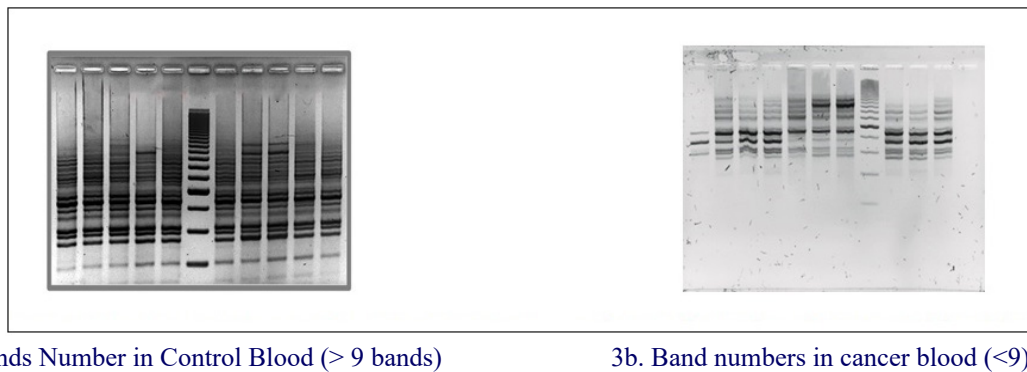 nds Number in Control Blood (> 9 bands)
3b. Band numbers in cancer blood (<9)